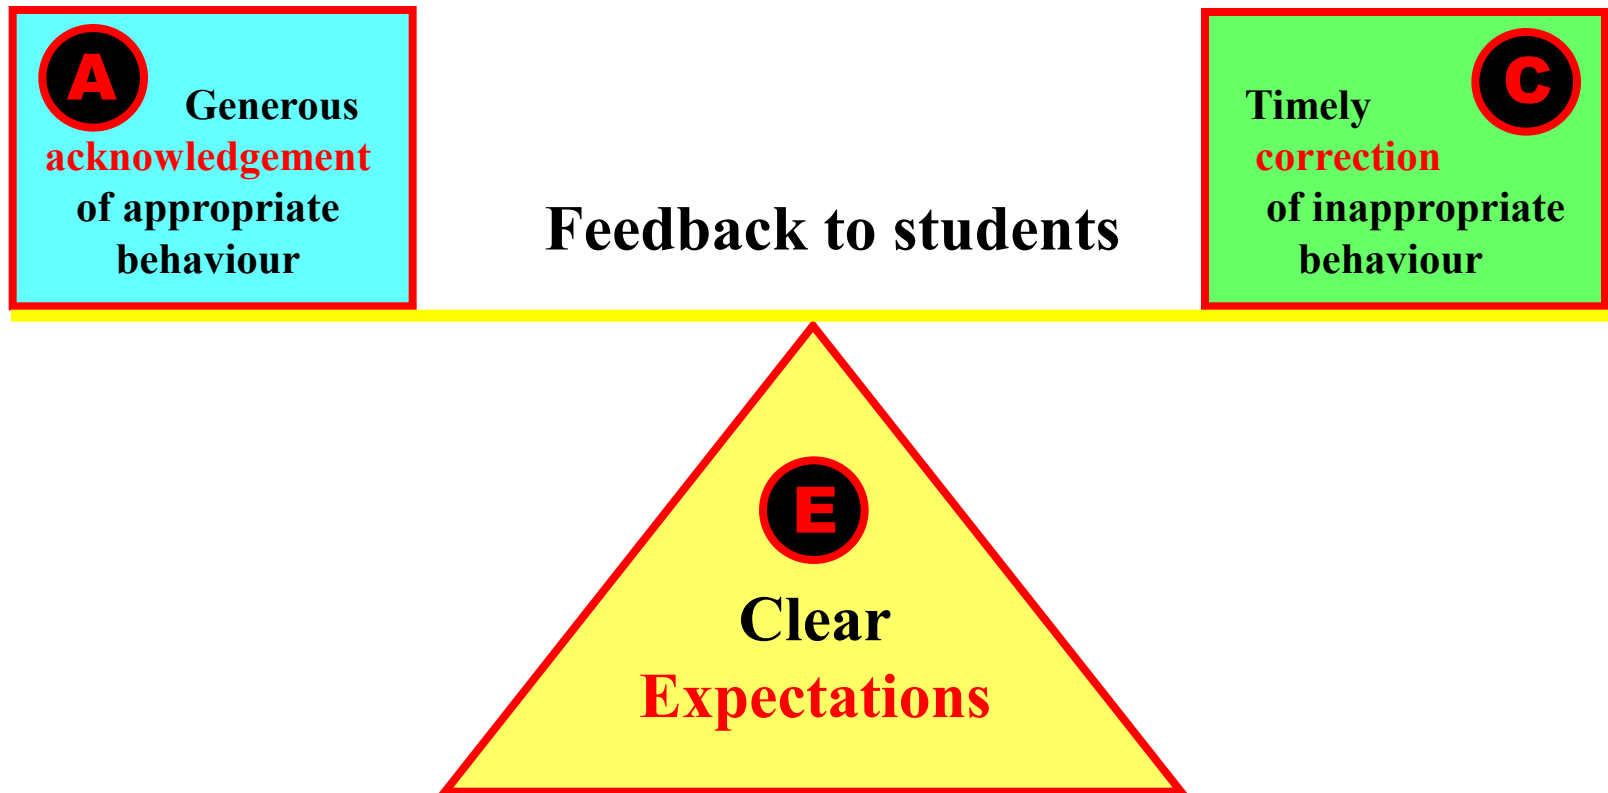 A
Generous
acknowledgement
of appropriate
behaviour
Feedback to students
C
Timely
correction
of inappropriate
behaviour
E
Clear
Expectations